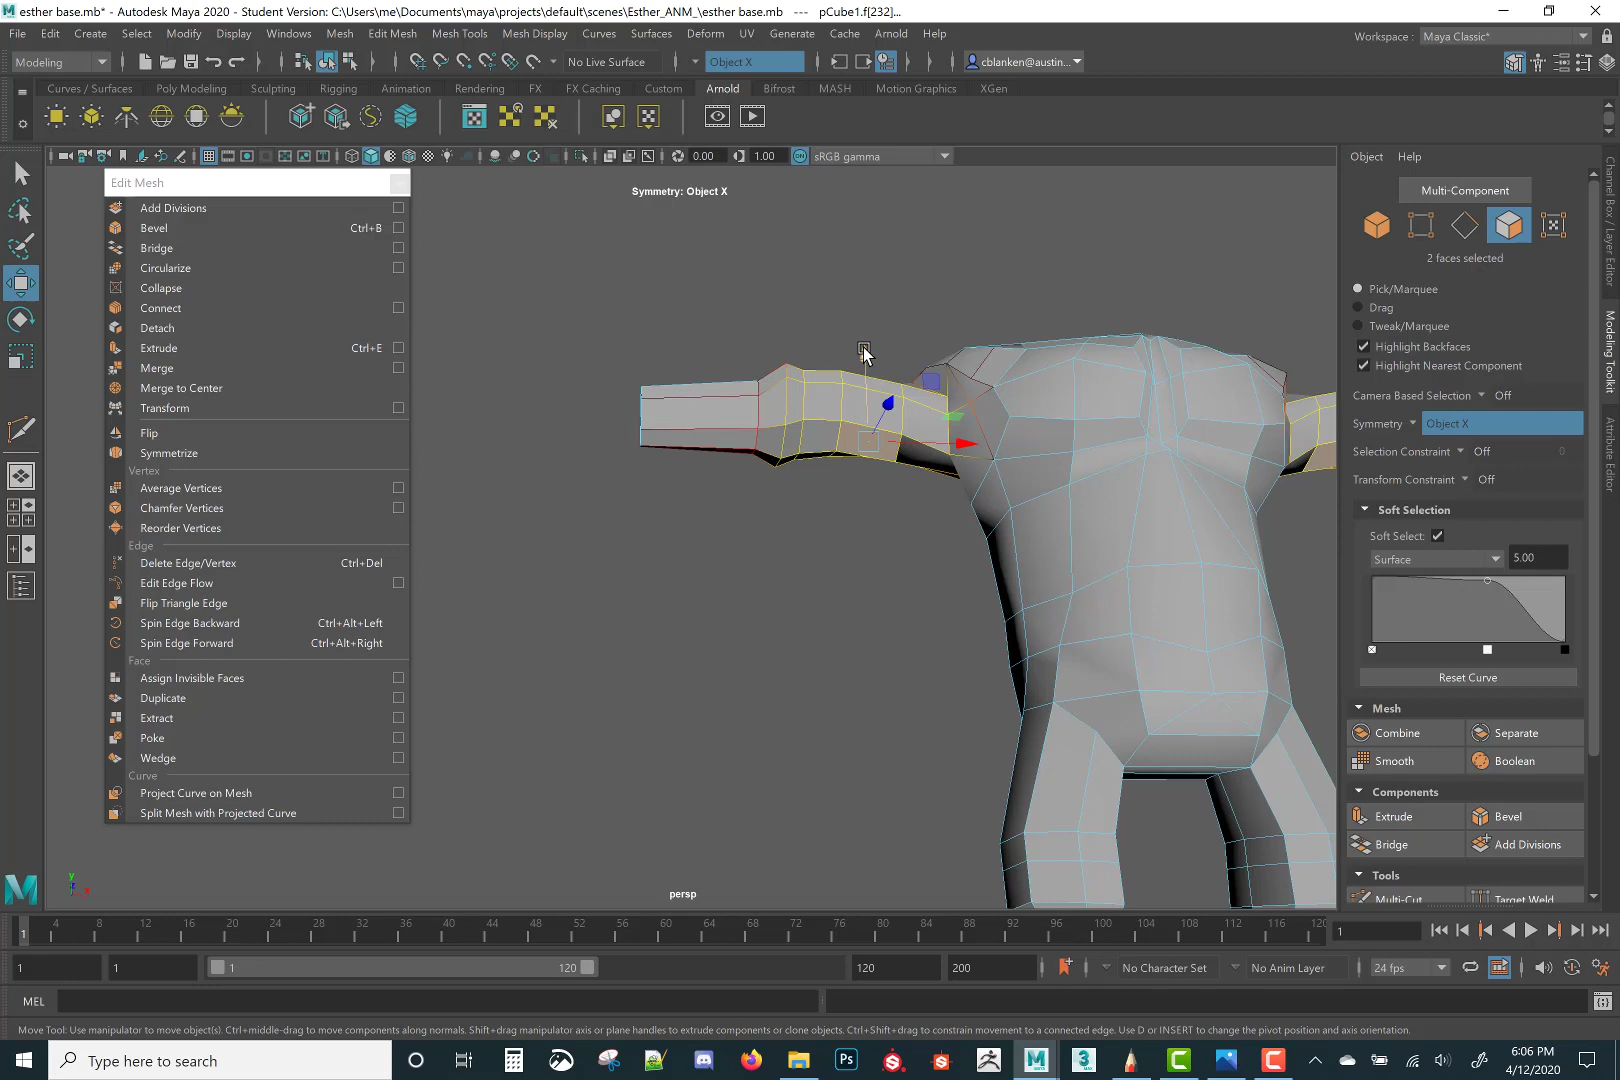 esther base.mb* - Autodesk Maya 2020 - Student Version: C:\Users\me\Documents\maya\projects\default\scenes\Esther_ANM_\esther base.mb   ---   pCube1.f[232]...
File Edit Create Select Modify Display Windows Mesh Edit Mesh Mesh Tools Mesh Display Curves Surfaces Deform UV Generate Cache Arnold Help
Workspace : Maya Classic*
Modeling
No Live Surface
Object X
cblanken@austin...
Curves / Surfaces Poly Modeling Sculpting Rigging Animation Rendering FX FX Caching Custom Arnold Bifrost MASH Motion Graphics XGen
0.00 1.00 ON sRGB gamma
Edit Mesh
Add Divisions
Bevel Ctrl+B
Bridge
Circularize
Collapse
Connect
Detach
Extrude Ctrl+E
Merge
Merge to Center
Transform
Flip
Symmetrize
Vertex
Average Vertices
Chamfer Vertices
Reorder Vertices
Edge
Delete Edge/Vertex Ctrl+Del
Edit Edge Flow
Flip Triangle Edge
Spin Edge Backward Ctrl+Alt+Left
Spin Edge Forward Ctrl+Alt+Right
Face
Assign Invisible Faces
Duplicate
Extract
Poke
Wedge
Curve
Project Curve on Mesh
Split Mesh with Projected Curve
Symmetry: Object X
persp
y
z
x
Object Help
Multi-Component
2 faces selected
Pick/Marquee
Drag
Tweak/Marquee
Highlight Backfaces
Highlight Nearest Component
Camera Based Selection Off
Symmetry Object X
Selection Constraint Off 0
Transform Constraint Off
Soft Selection
Soft Select:
Surface 5.00
Reset Curve
Mesh
Combine Separate
Smooth Boolean
Components
Extrude Bevel
Bridge Add Divisions
Tools
Multi-Cut Target Weld
Channel Box / Layer Editor
Modeling Toolkit
Attribute Editor
1 4 8 12 16 20 24 28 32 36 40 44 48 52 56 60 64 68 72 76 80 84 88 92 96 100 104 108 112 116 120
1
1 1 1 120 120 200 No Character Set No Anim Layer 24 fps
MEL
Move Tool: Use manipulator to move object(s). Ctrl+middle-drag to move components along normals. Shift+drag manipulator axis or plane handles to extrude components or clone objects. Ctrl+Shift+drag to constrain movement to a connected edge. Use D or INSERT to change the pivot position and axis orientation.
Type here to search
6:06 PM
4/12/2020